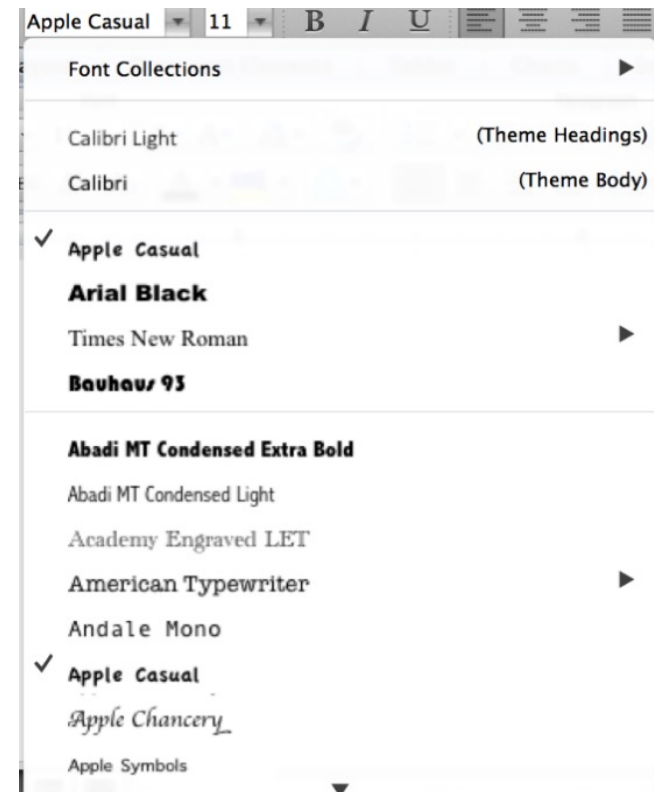 Apple Casual 11 B I U
Font Collections
Calibri Light (Theme Headings)
Calibri (Theme Body)
Apple Casual
Arial Black
Times New Roman
Bauhaus 93
Abadi MT Condensed Extra Bold
Abadi MT Condensed Light
Academy Engraved LET
American Typewriter
Andale Mono
Apple Casual
Apple Chancery
Apple Symbols